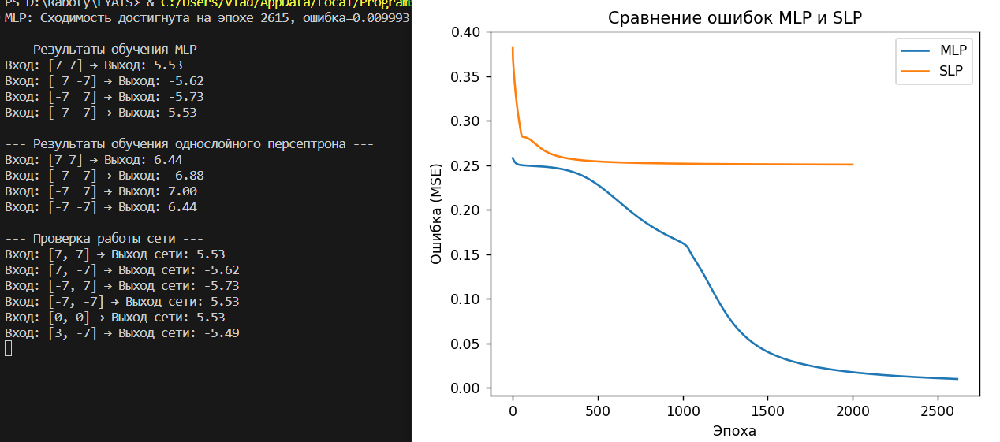 PS D:\Raboty\EYAIS> & C:/Users/vlad/AppData/Local/Program
MLP: Сходимость достигнута на эпохе 2615, ошибка=0.009993
--- Результаты обучения MLP ---
Вход: [7 7] → Выход: 5.53
Вход: [ 7 -7] → Выход: -5.62
Вход: [-7  7] → Выход: -5.73
Вход: [-7 -7] → Выход: 5.53
--- Результаты обучения однослойного персептрона ---
Вход: [7 7] → Выход: 6.44
Вход: [ 7 -7] → Выход: -6.88
Вход: [-7  7] → Выход: 7.00
Вход: [-7 -7] → Выход: 6.44
--- Проверка работы сети ---
Вход: [7, 7] → Выход сети: 5.53
Вход: [7, -7] → Выход сети: -5.62
Вход: [-7, 7] → Выход сети: -5.73
Вход: [-7, -7] → Выход сети: 5.53
Вход: [0, 0] → Выход сети: 5.53
Вход: [3, -7] → Выход сети: -5.49
Сравнение ошибок MLP и SLP
MLP
SLP
Ошибка (MSE)
0.40
0.35
0.30
0.25
0.20
0.15
0.10
0.05
0.00
0 500 1000 1500 2000 2500
Эпоха